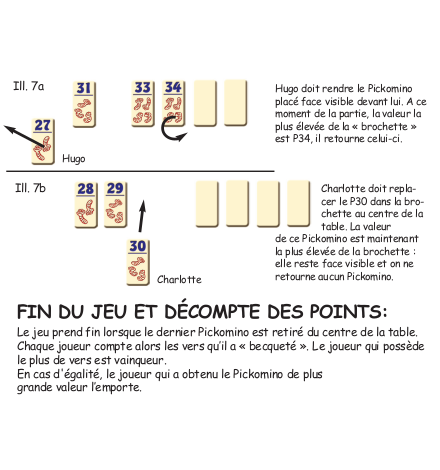 Ill. 7a
31
33
34
27
Hugo
Hugo doit rendre le Pickomino
placé face visible devant lui. A ce
moment de la partie, la valeur la
plus élevée de la « brochette »
est P34, il retourne celui-ci.
Ill. 7b
28
29
30
Charlotte
Charlotte doit repla-
cer le P30 dans la bro-
chette au centre de la
table. La valeur
de ce Pickomino est maintenant
la plus élevée de la brochette :
elle reste face visible et on ne
retourne aucun Pickomino.
FIN DU JEU ET DÉCOMPTE DES POINTS:
Le jeu prend fin lorsque le dernier Pickomino est retiré du centre de la table.
Chaque joueur compte alors les vers qu'il a « becqueté ». Le joueur qui possède
le plus de vers est vainqueur.
En cas d'égalité, le joueur qui a obtenu le Pickomino de plus
grande valeur l'emporte.